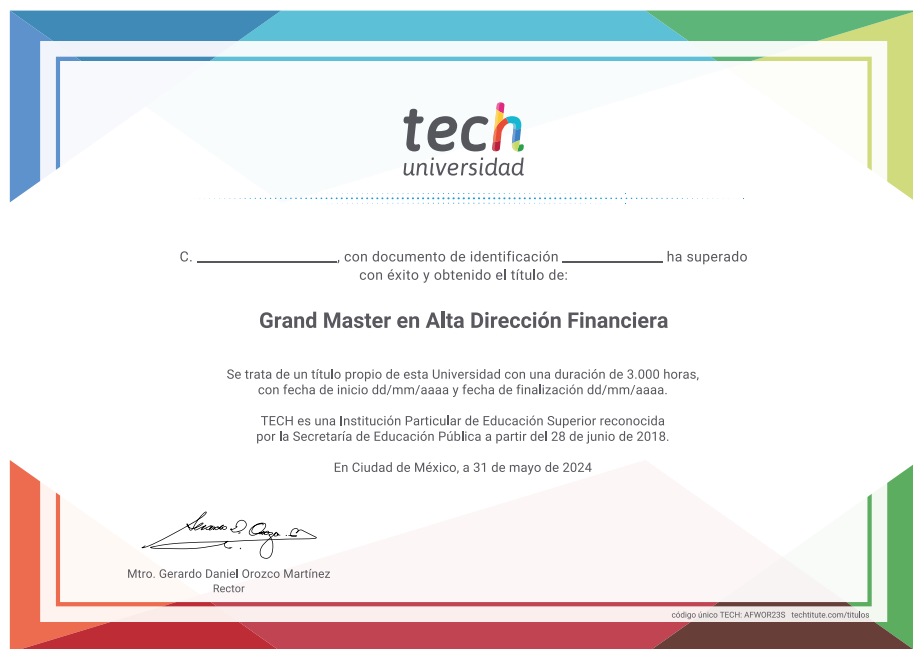 tech
universidad
C. ____________, con documento de identificación ____________ ha superado
con éxito y obtenido el título de:
Grand Master en Alta Dirección Financiera
Se trata de un título propio de esta Universidad con una duración de 3.000 horas,
con fecha de inicio dd/mm/aaaa y fecha de finalización dd/mm/aaaa.
TECH es una Institución Particular de Educación Superior reconocida
por la Secretaría de Educación Pública a partir del 28 de junio de 2018.
En Ciudad de México, a 31 de mayo de 2024
Mtro. Gerardo Daniel Orozco Martínez
Rector
código único TECH: AFWOR23S techtitute.com/titulos